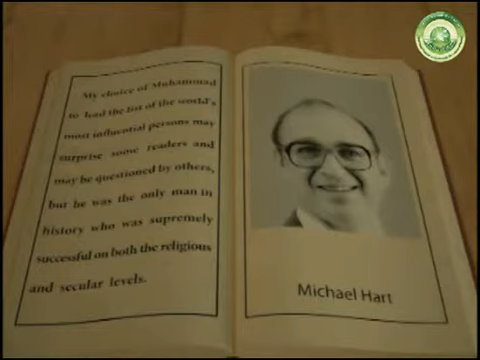 My choice of Muhammad
to lead the list of the world's
most influential persons may
surprise some readers and
may be questioned by others,
but he was the only man in
history who was supremely
successful on both the religious
and secular levels.
Michael Hart